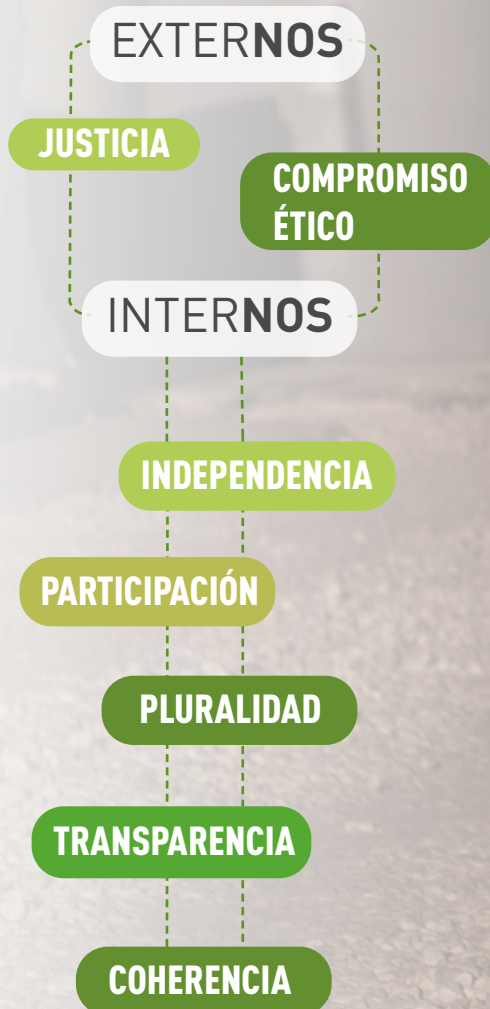 EXTERNOS
JUSTICIA
COMPROMISO
ÉTICO
INTERNOS
INDEPENDENCIA
PARTICIPACIÓN
PLURALIDAD
TRANSPARENCIA
COHERENCIA